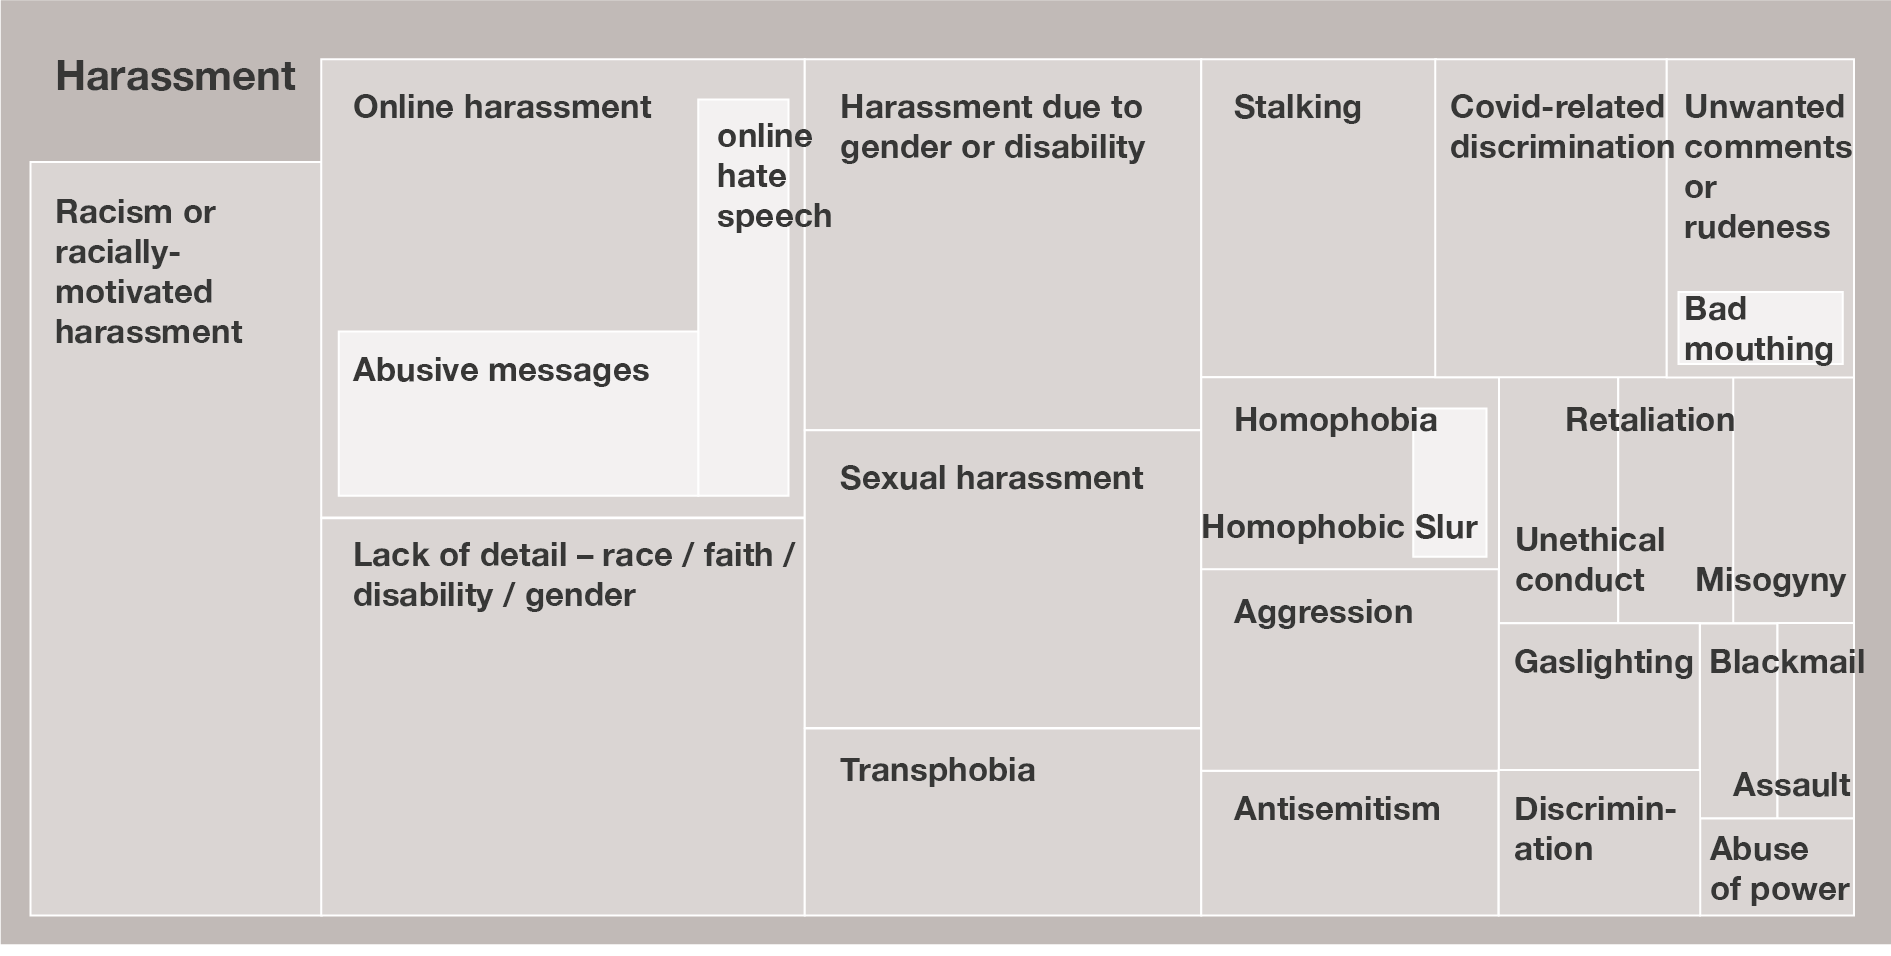 Harassment
Racism or
racially-
motivated
harassment
Online harassment
online
hate
speech
Abusive messages
Lack of detail – race / faith /
disability / gender
Harassment due to
gender or disability
Sexual harassment
Transphobia
Stalking
Covid-related
discrimination
Unwanted
comments
or
rudeness
Bad
mouthing
Homophobia
Homophobic Slur
Aggression
Antisemitism
Retaliation
Unethical
conduct
Misogyny
Gaslighting
Blackmail
Assault
Discrimin-
ation
Abuse
of power